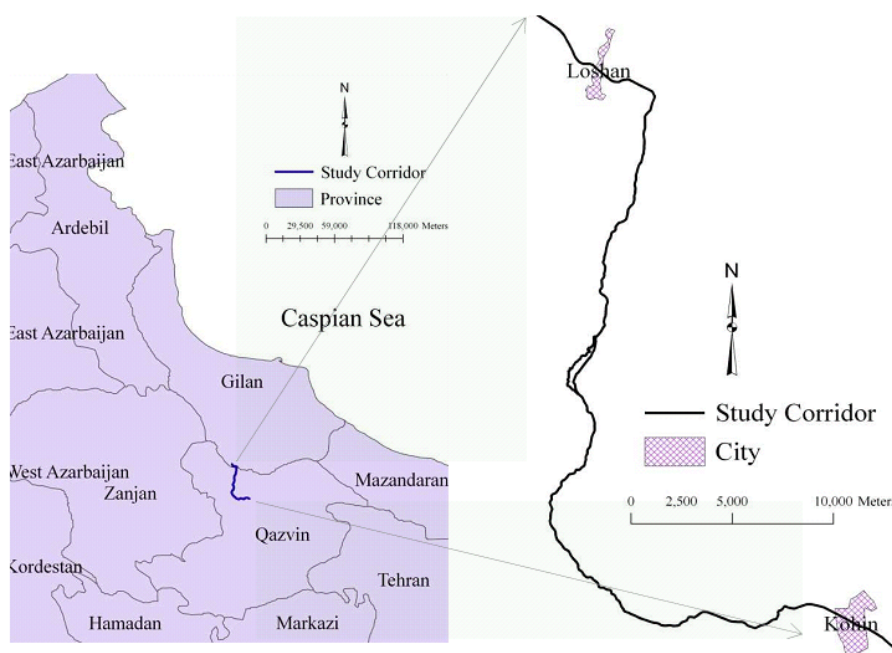 Loshan
N
Study Corridor
Province
0 29,500 59,000 118,000 Meters
East Azarbaijan
Ardebil
East Azarbaijan
Caspian Sea
Gilan
West Azarbaijan
Zanjan
Mazandaran
Qazvin
Kordestan
Tehran
Hamadan
Markazi
N
Study Corridor
City
0 2,500 5,000 10,000 Meters
Kohin